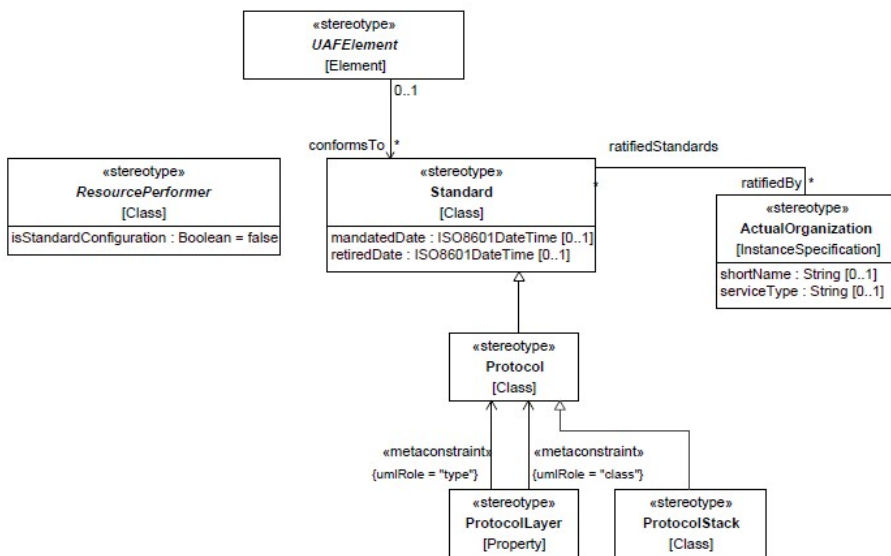 «stereotype»
UAFElement
[Element]
0..1
conformsTo
*
ratifiedStandards
«stereotype»
ResourcePerformer
[Class]
isStandardConfiguration : Boolean = false
«stereotype»
Standard
[Class]
mandatedDate : ISO8601DateTime [0..1]
retiredDate : ISO8601DateTime [0..1]
*
ratifiedBy
*
«stereotype»
ActualOrganization
[InstanceSpecification]
shortName : String [0..1]
serviceType : String [0..1]
«stereotype»
Protocol
[Class]
«metaconstraint»
{umlRole = "type"}
«metaconstraint»
{umlRole = "class"}
«stereotype»
ProtocolLayer
[Property]
«stereotype»
ProtocolStack
[Class]